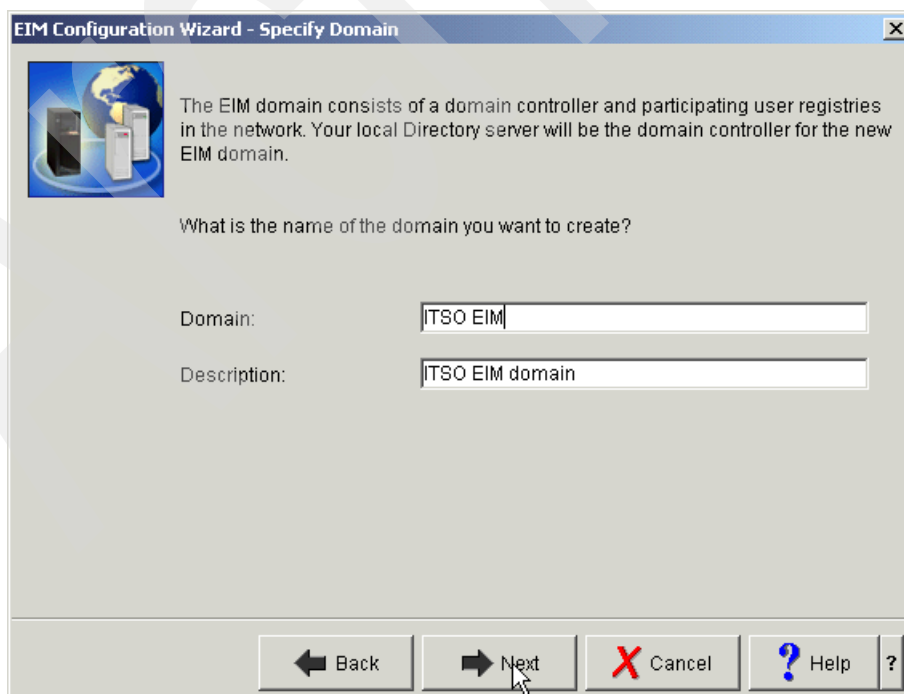 EIM Configuration Wizard - Specify Domain
The EIM domain consists of a domain controller and participating user registries
in the network. Your local Directory server will be the domain controller for the new
EIM domain.
What is the name of the domain you want to create?
Domain: ITSO EIM
Description: ITSO EIM domain
Back Next Cancel ? Help ?